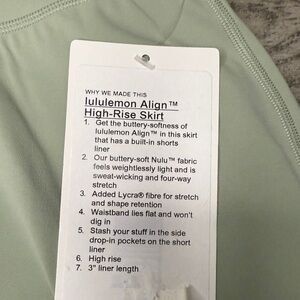 WHY WE MADE THIS
lululemon Align™
High-Rise Skirt
1. Get the buttery-softness of
lululemon Align™ in this skirt
that has a built-in shorts
liner
2. Our buttery-soft Nulu™ fabric
feels weightlessly light and is
sweat-wicking and four-way
stretch
3. Added Lycra® fibre for stretch
and shape retention
4. Waistband lies flat and won't
dig in
5. Stash your stuff in the side
drop-in pockets on the short
liner
6. High rise
7. 3" liner length